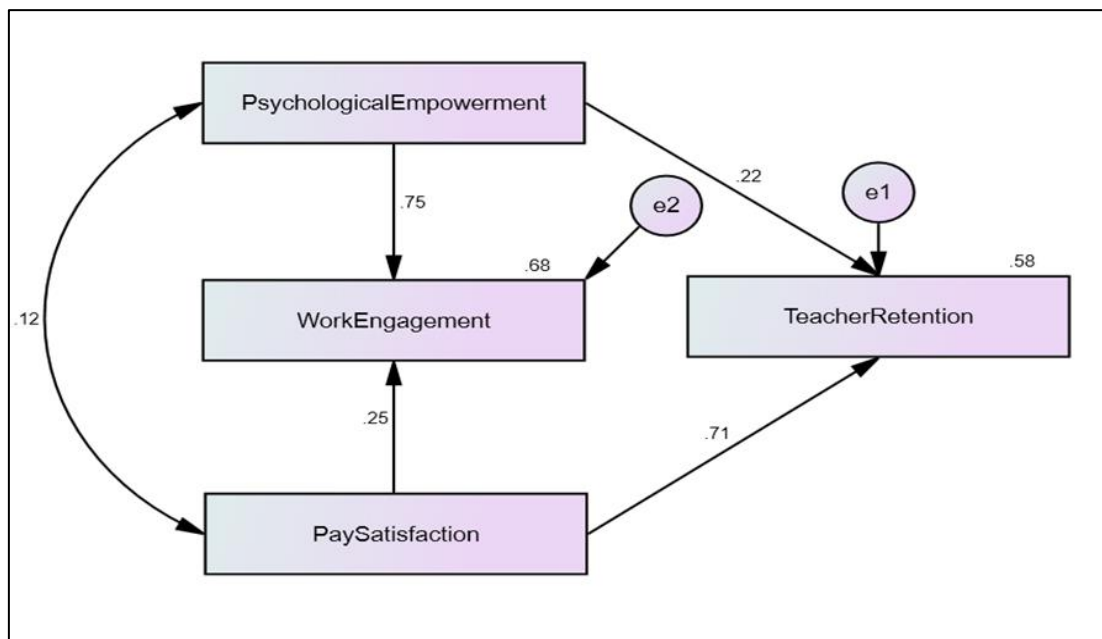 PsychologicalEmpowerment
.75
.22
e2
e1
.68
.58
.12
WorkEngagement
TeacherRetention
.25
.71
PaySatisfaction